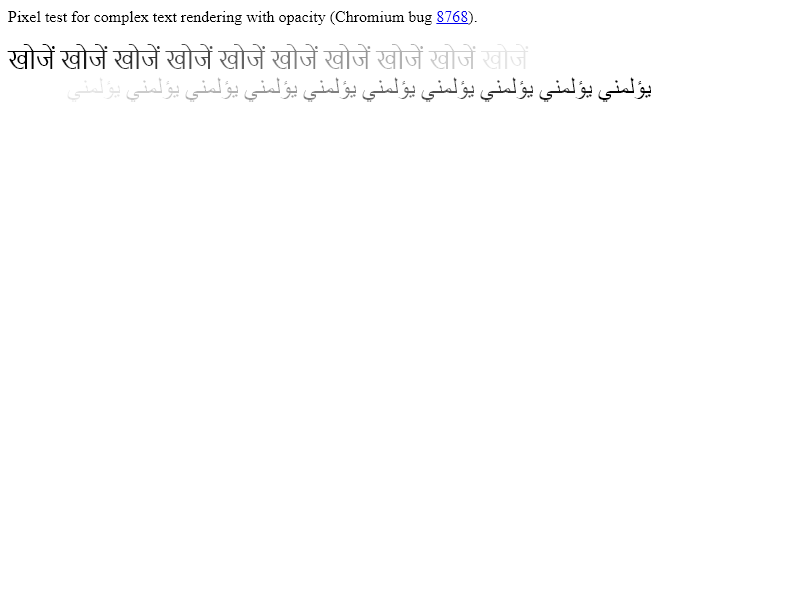 Pixel test for complex text rendering with opacity (Chromium bug 8768).
खोजें खोजें खोजें खोजें खोजें खोजें खोजें खोजें खोजें खोजें
يؤلمني يؤلمني يؤلمني يؤلمني يؤلمني يؤلمني يؤلمني يؤلمني يؤلمني يؤلمني